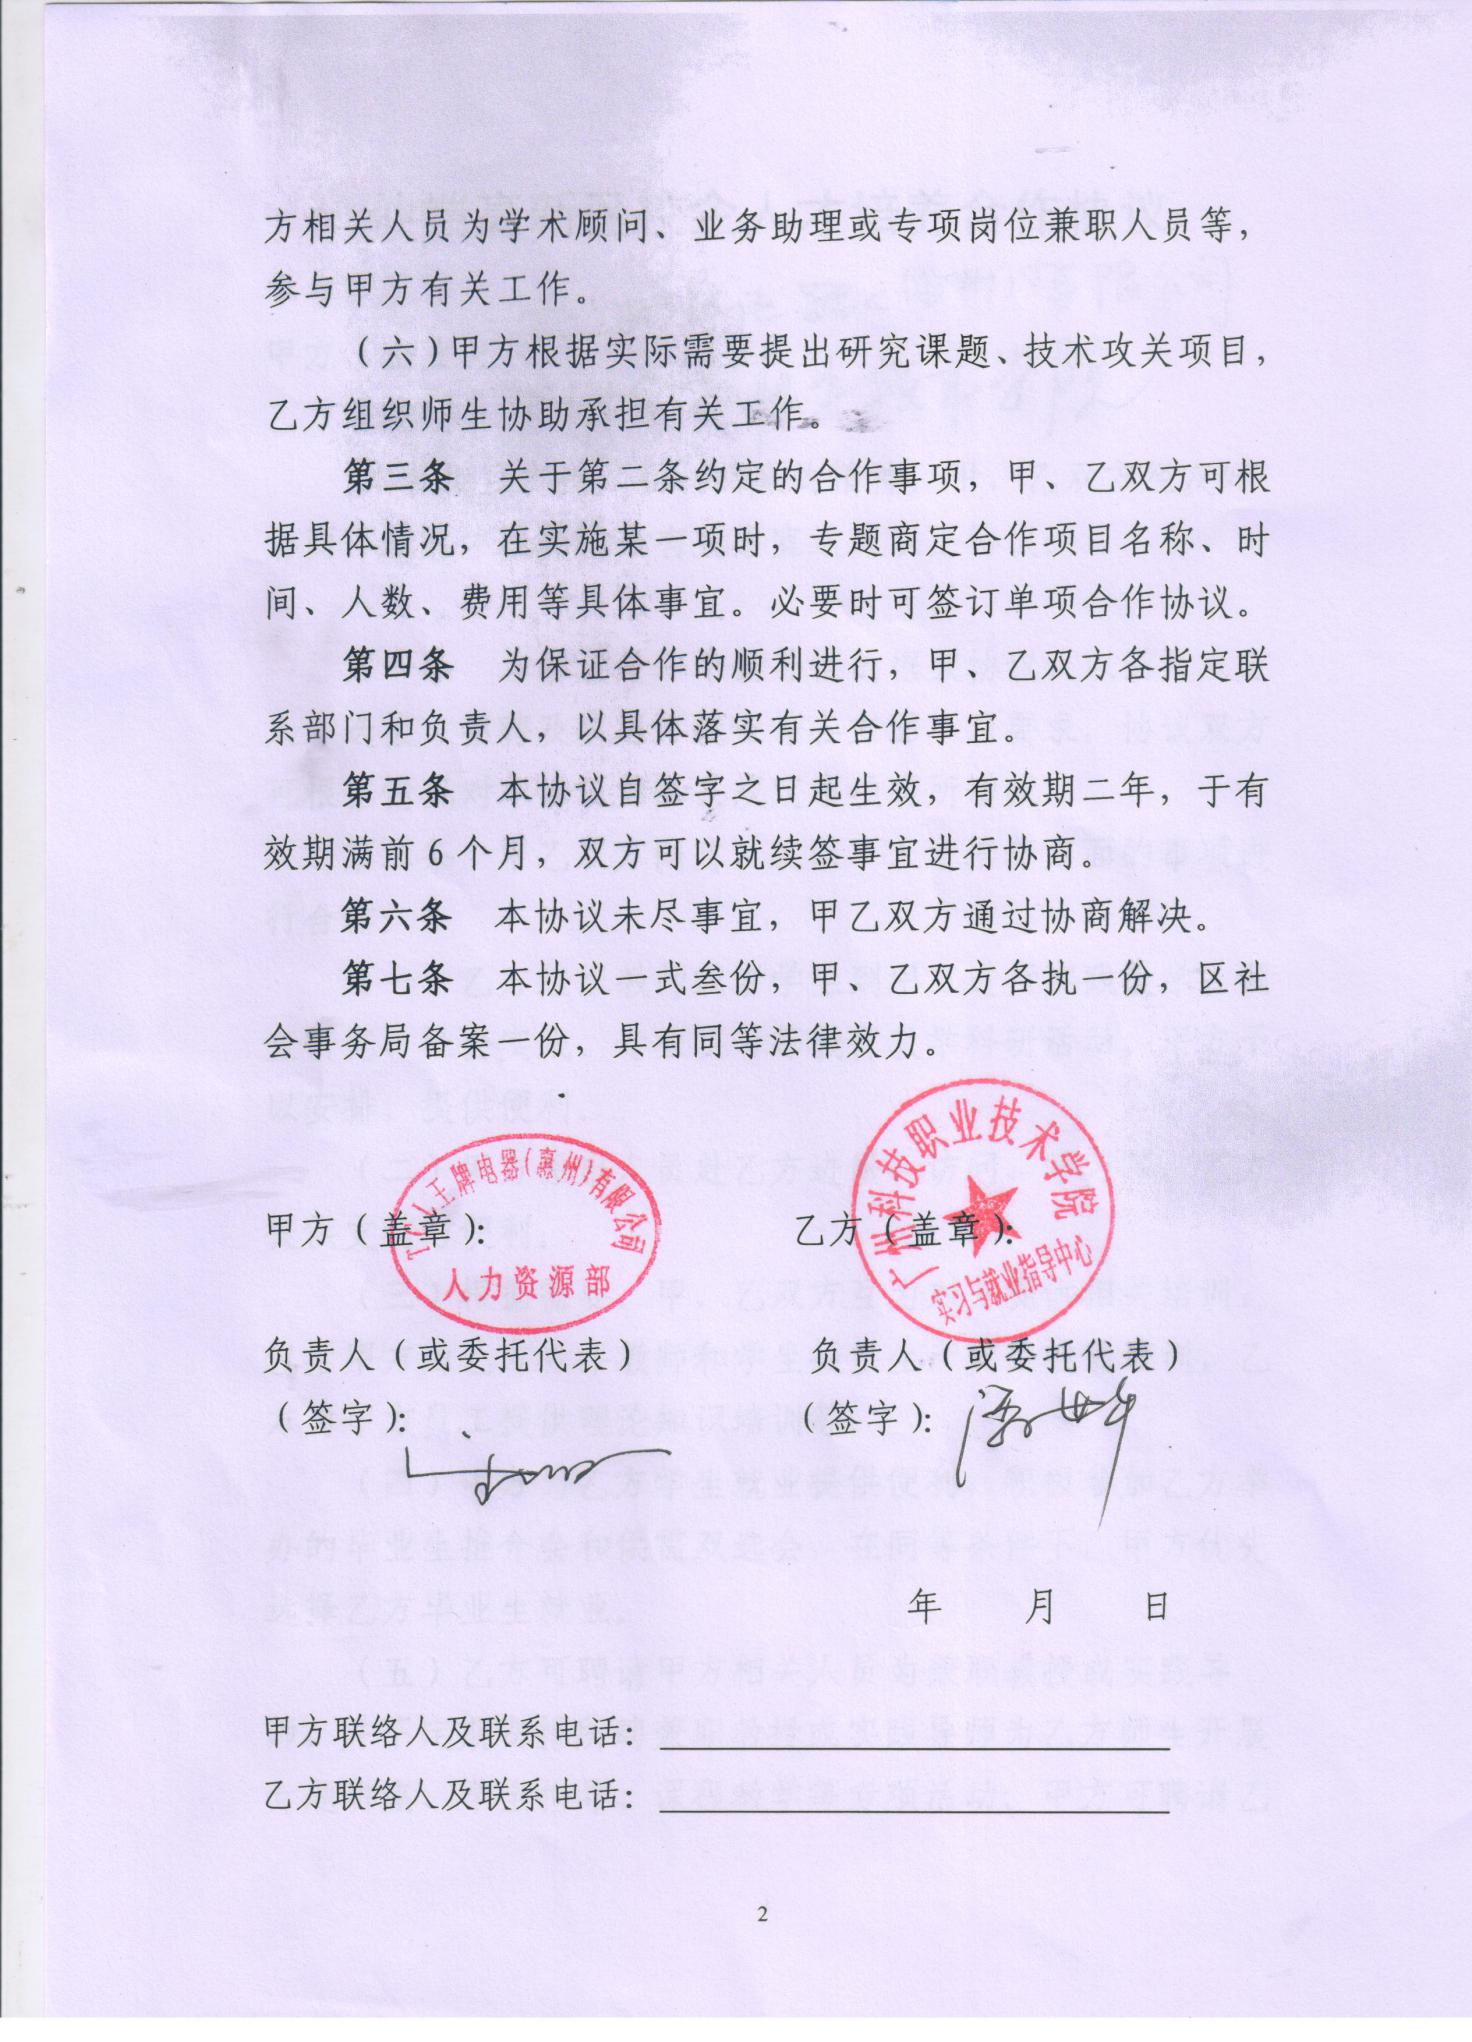 方相关人员为学术顾问、业务助理或专项岗位兼职人员等，
参与甲方有关工作。
（六）甲方根据实际需要提出研究课题、技术攻关项目，
乙方组织师生协助承担有关工作。
第三条　关于第二条约定的合作事项，甲、乙双方可根
据具体情况，在实施某一项时，专题商定合作项目名称、时
间、人数、费用等具体事宜。必要时可签订单项合作协议。
第四条　为保证合作的顺利进行，甲、乙双方各指定联
系部门和负责人，以具体落实有关合作事宜。
第五条　本协议自签字之日起生效，有效期二年，于有
效期满前 6 个月，双方可以就续签事宜进行协商。
第六条　本协议未尽事宜，甲乙双方通过协商解决。
第七条　本协议一式叁份，甲、乙双方各执一份，区社
会事务局备案一份，具有同等法律效力。
TCL王牌电器(惠州)有限公司
人力资源部
广州科技职业技术学院
实习与就业指导中心
甲方（盖章）：　乙方（盖章）：
负责人（或委托代表）　负责人（或委托代表）
（签字）：　（签字）：
年　月　日
甲方联络人及联系电话：
乙方联络人及联系电话：
2